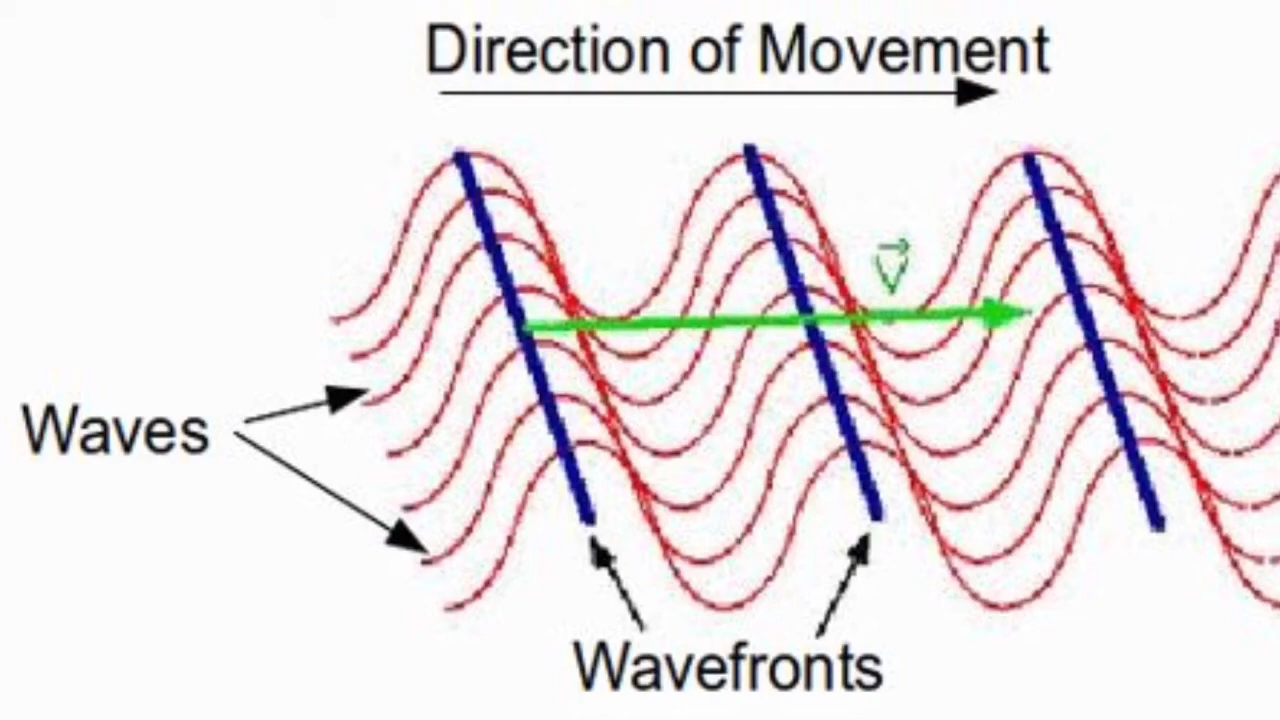 Direction of Movement
V⃗
Waves
Wavefronts